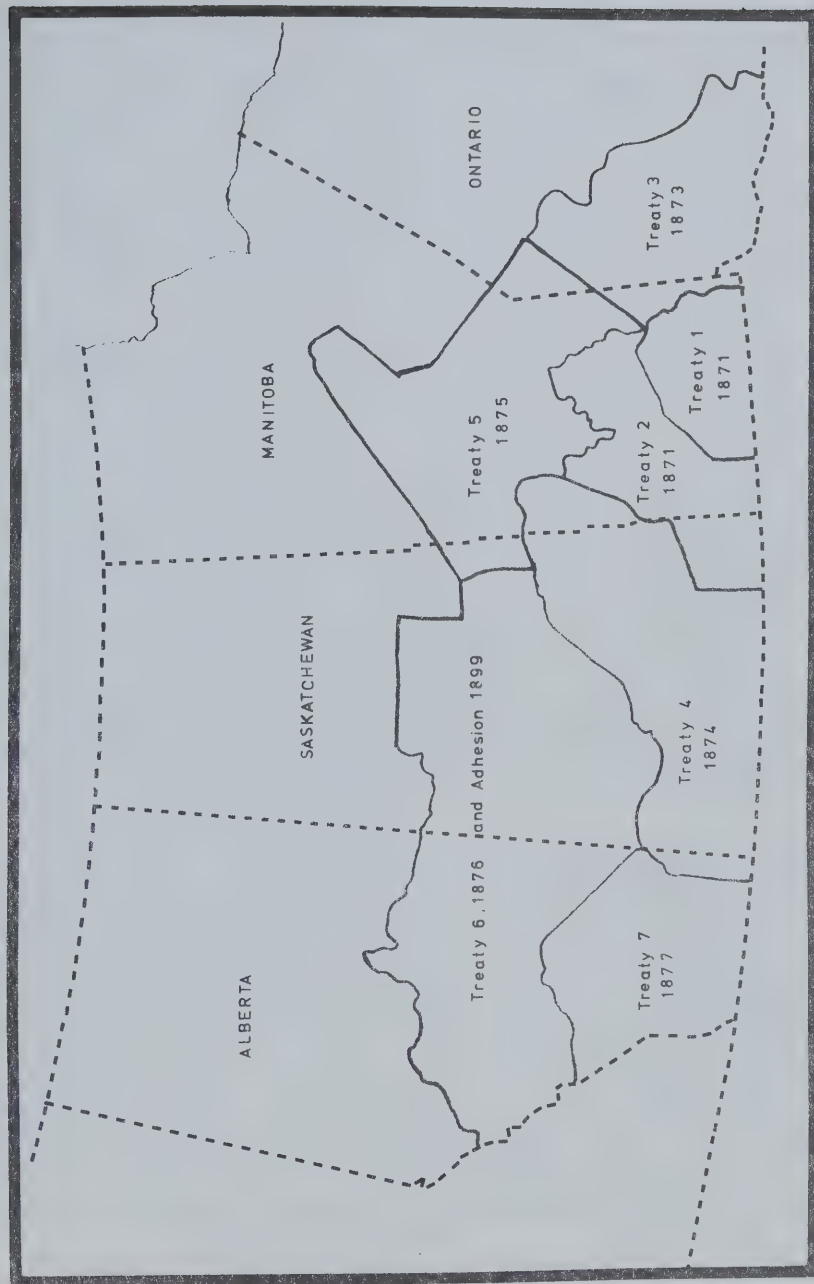 ALBERTA
SASKATCHEWAN
MANITOBA
ONTARIO
Treaty 6 . 1876 and Adhesion 1899
Treaty 5
1875
Treaty 7
1877
Treaty 4
1874
Treaty 2
1871
Treaty 1
1871
Treaty 3
1873